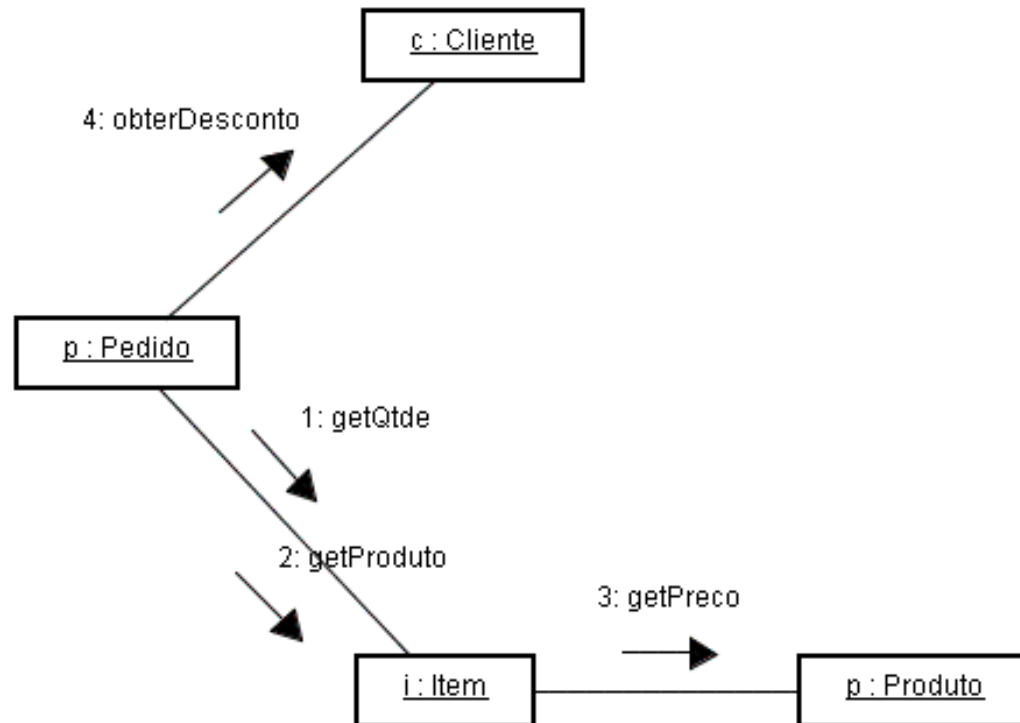 c : Cliente
4: obterDesconto
p : Pedido
1: getQtde
2: getProduto
3: getPreco
i : Item
p : Produto